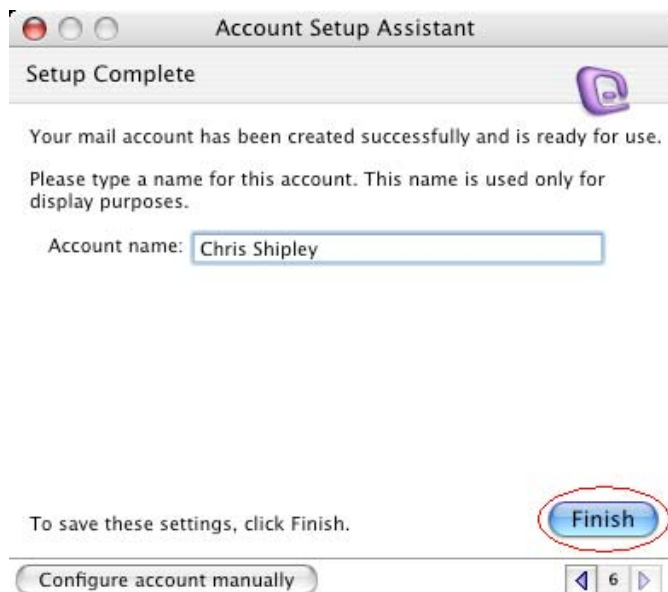 Account Setup Assistant
Setup Complete
Your mail account has been created successfully and is ready for use.
Please type a name for this account. This name is used only for
display purposes.
Account name: Chris Shipley
To save these settings, click Finish.
Finish
Configure account manually
6